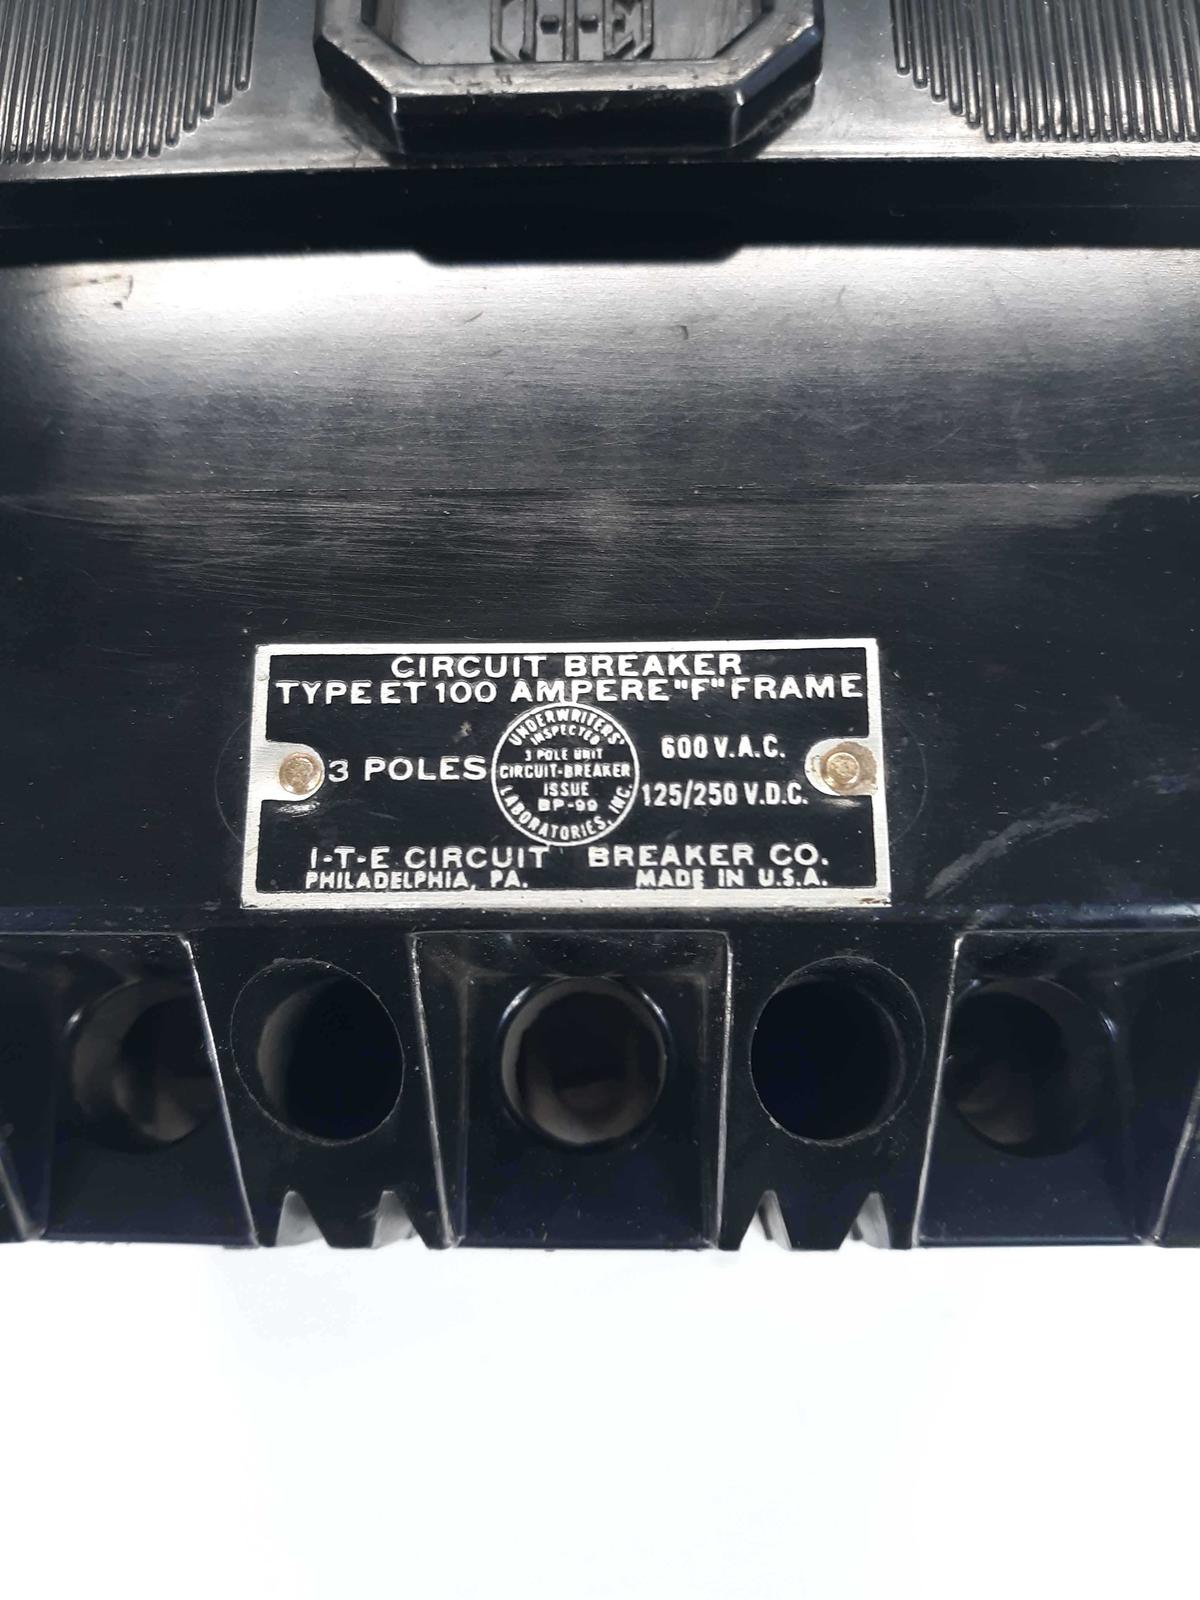 I-T-E
CIRCUIT BREAKER
TYPE ET 100 AMPERE "F" FRAME
3 POLES
UNDERWRITERS'
INSPECTED
3 POLE UNIT
CIRCUIT-BREAKER
ISSUE
BP-99
LABORATORIES, INC.
600 V.A.C.
125/250 V.D.C.
I-T-E CIRCUIT BREAKER CO.
PHILADELPHIA, PA. MADE IN U.S.A.